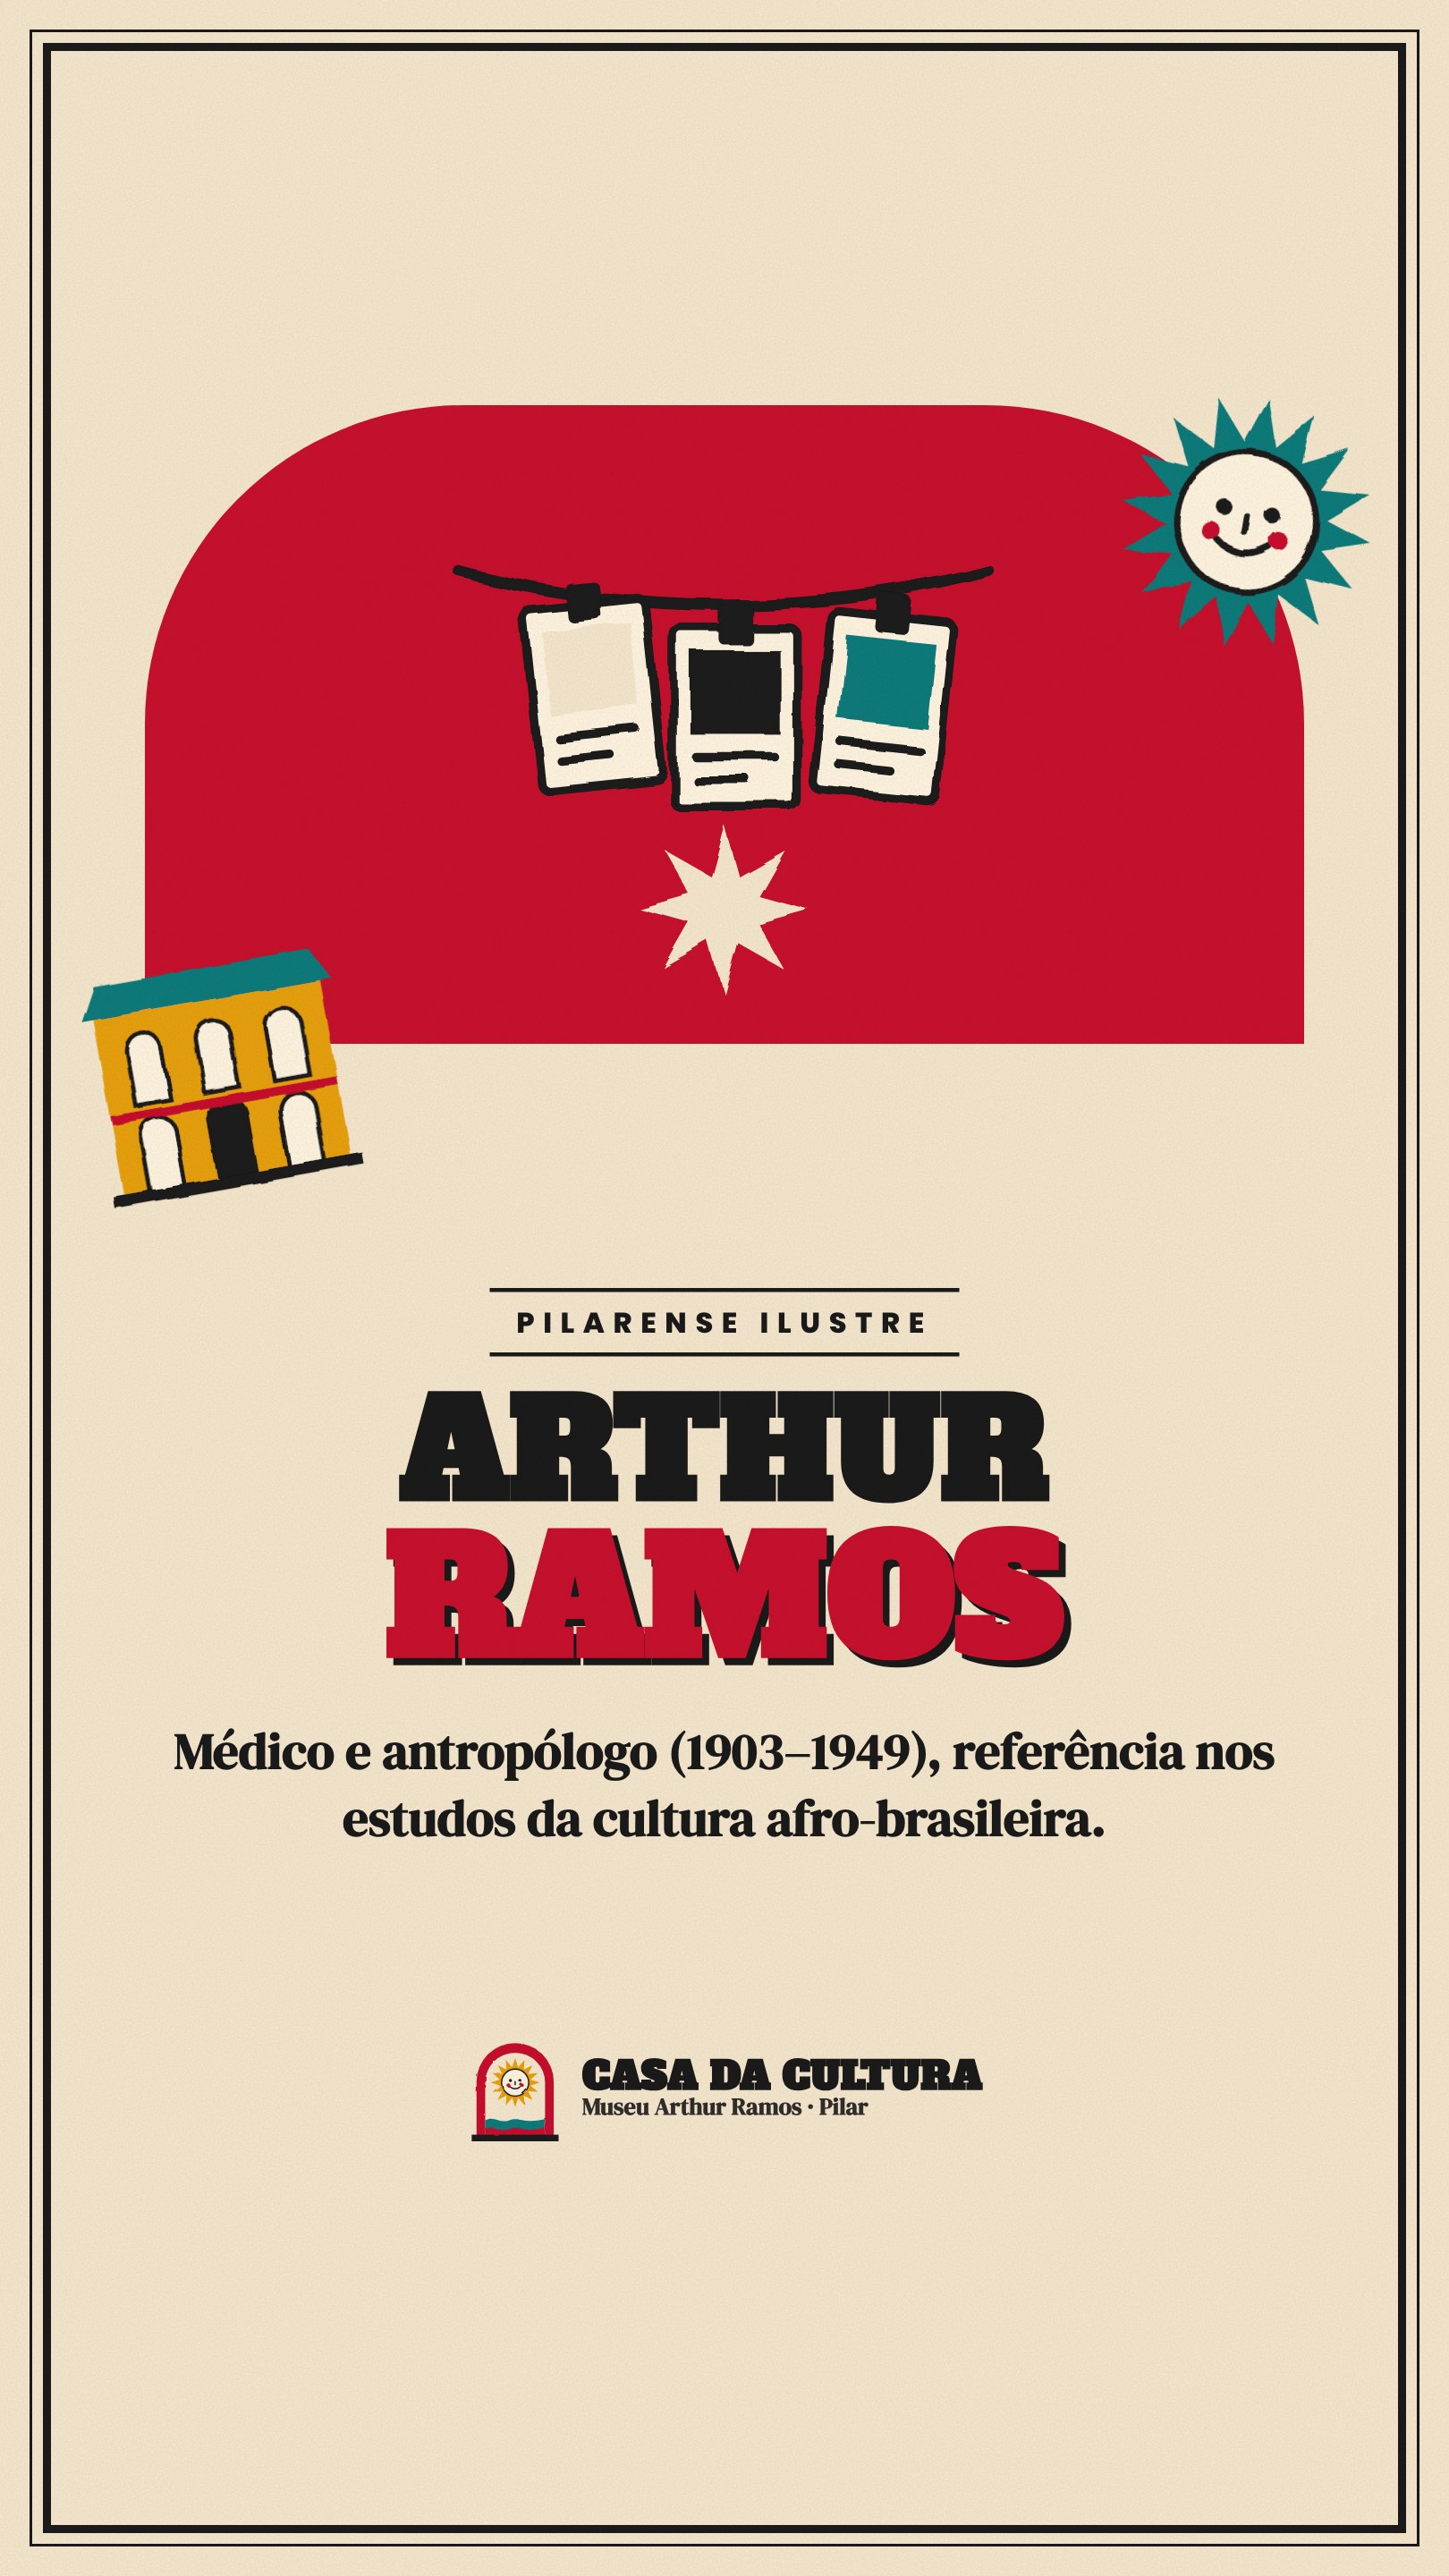 PILARENSE ILUSTRE
ARTHUR
RAMOS
Médico e antropólogo (1903–1949), referência nos
estudos da cultura afro-brasileira.
CASA DA CULTURA
Museu Arthur Ramos • Pilar